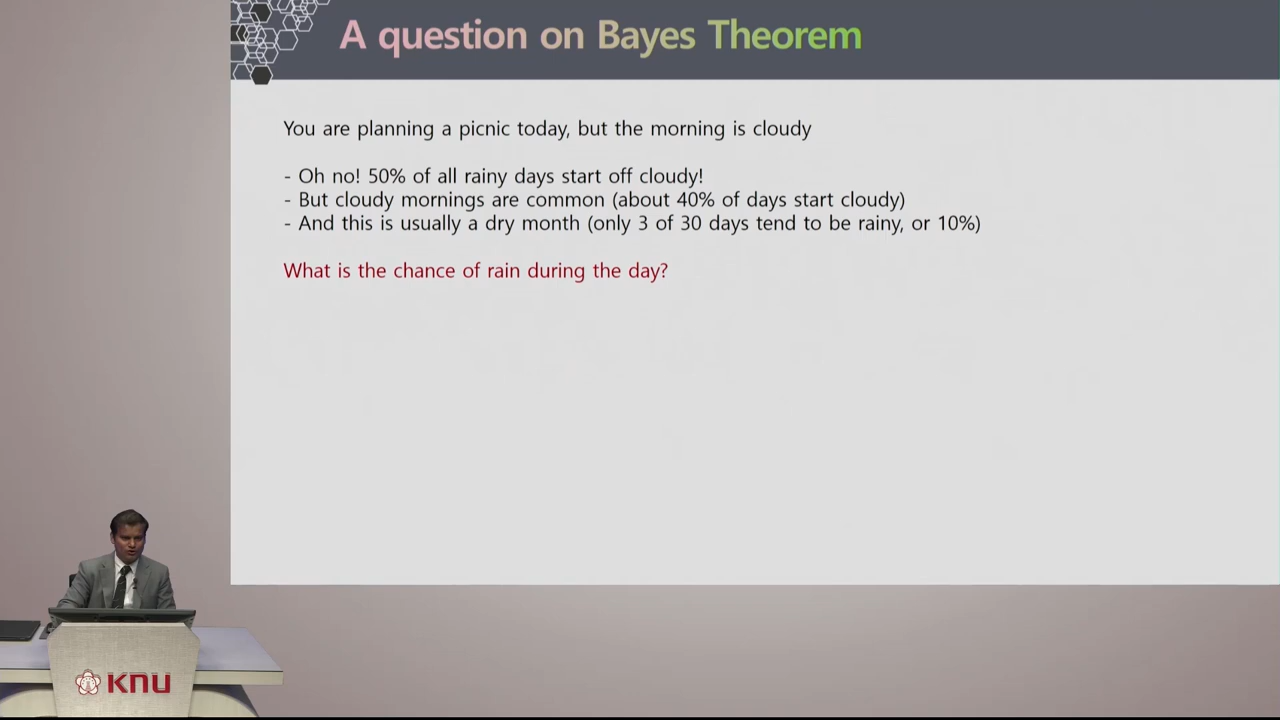 A question on Bayes Theorem
You are planning a picnic today, but the morning is cloudy
- Oh no! 50% of all rainy days start off cloudy!
- But cloudy mornings are common (about 40% of days start cloudy)
- And this is usually a dry month (only 3 of 30 days tend to be rainy, or 10%)
What is the chance of rain during the day?
KNU